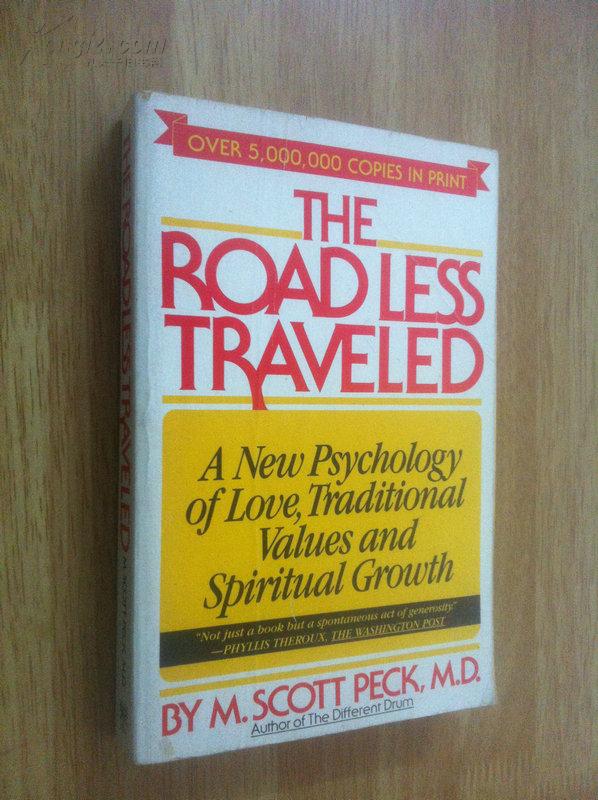 OVER 5,000,000 COPIES IN PRINT
THE
ROAD LESS
TRAVELED
A New Psychology
of Love, Traditional
Values and
Spiritual Growth
"Not just a book but a spontaneous act of generosity."
—PHYLLIS THEROUX, THE WASHINGTON POST
BY M. SCOTT PECK, M.D.
Author of The Different Drum
THE ROAD LESS TRAVELED